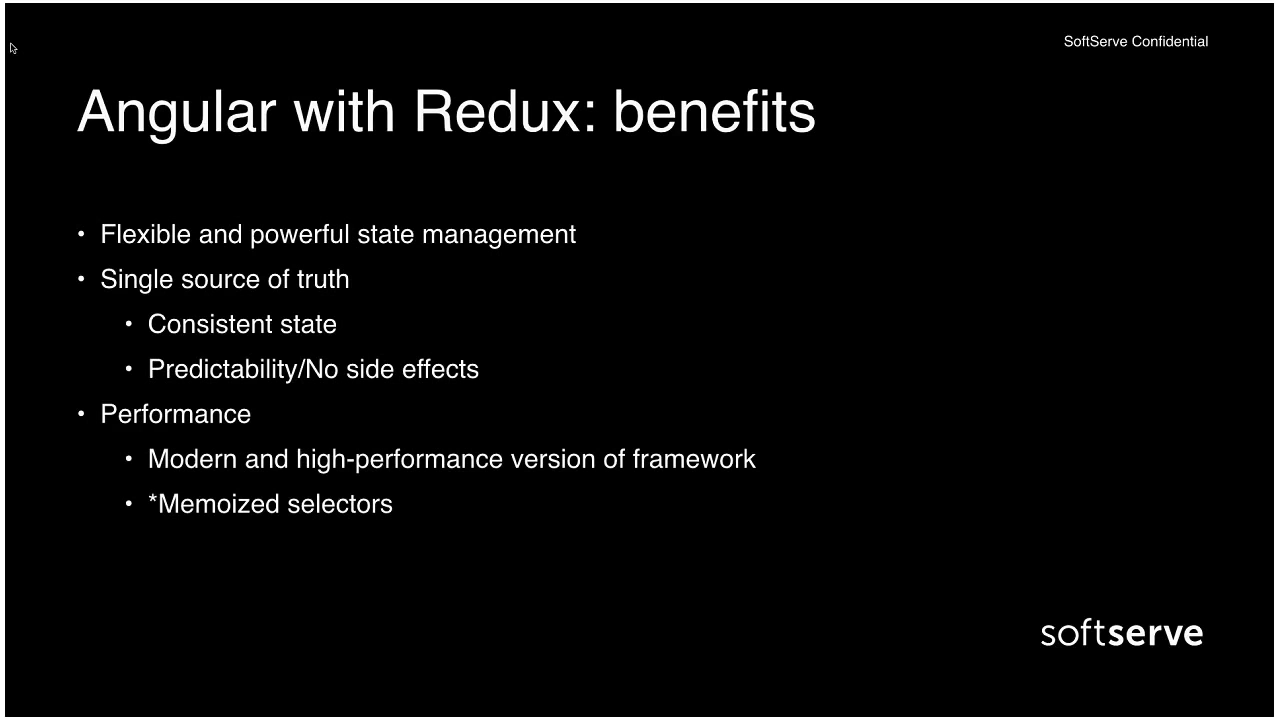 SoftServe Confidential
Angular with Redux: benefits
• Flexible and powerful state management
• Single source of truth
• Consistent state
• Predictability/No side effects
• Performance
• Modern and high-performance version of framework
• *Memoized selectors
softserve